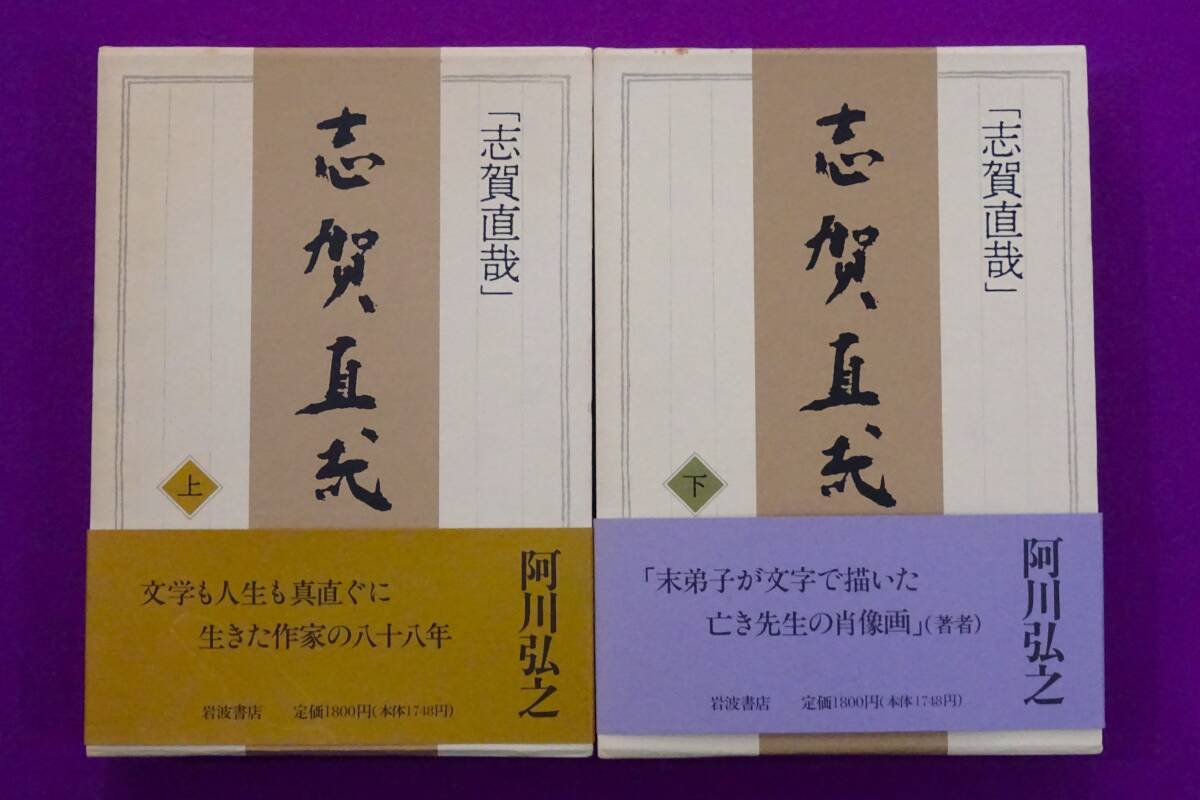 「志賀直哉」
志賀直哉
上
阿川弘之
文学も人生も真直ぐに
生きた作家の八十八年
岩波書店 定価1800円(本体1748円)
「志賀直哉」
志賀直哉
下
阿川弘之
「末弟子が文字で描いた
亡き先生の肖像画」(著者)
岩波書店 定価1800円(本体1748円)